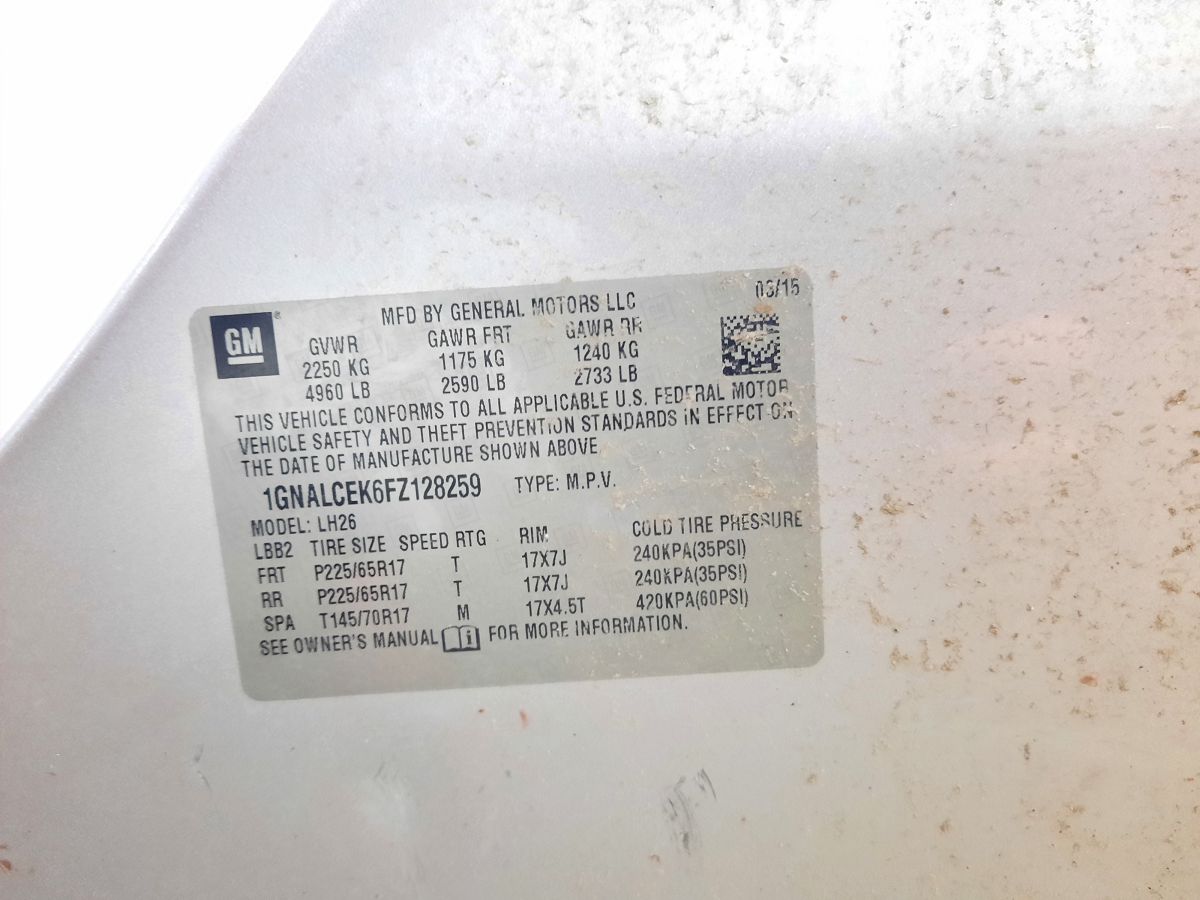 MFD BY GENERAL MOTORS LLC 03/15
GM
GVWR GAWR FRT GAWR RR
2250 KG 1175 KG 1240 KG
4960 LB 2590 LB 2733 LB
THIS VEHICLE CONFORMS TO ALL APPLICABLE U.S. FEDERAL MOTOR
VEHICLE SAFETY AND THEFT PREVENTION STANDARDS IN EFFECT ON
THE DATE OF MANUFACTURE SHOWN ABOVE
1GNALCEK6FZ128259 TYPE: M.P.V.
MODEL: LH26
LBB2 TIRE SIZE SPEED RTG RIM COLD TIRE PRESSURE
FRT P225/65R17 T 17X7J 240KPA(35PSI)
RR P225/65R17 T 17X7J 240KPA(35PSI)
SPA T145/70R17 M 17X4.5T 420KPA(60PSI)
SEE OWNER'S MANUAL FOR MORE INFORMATION.